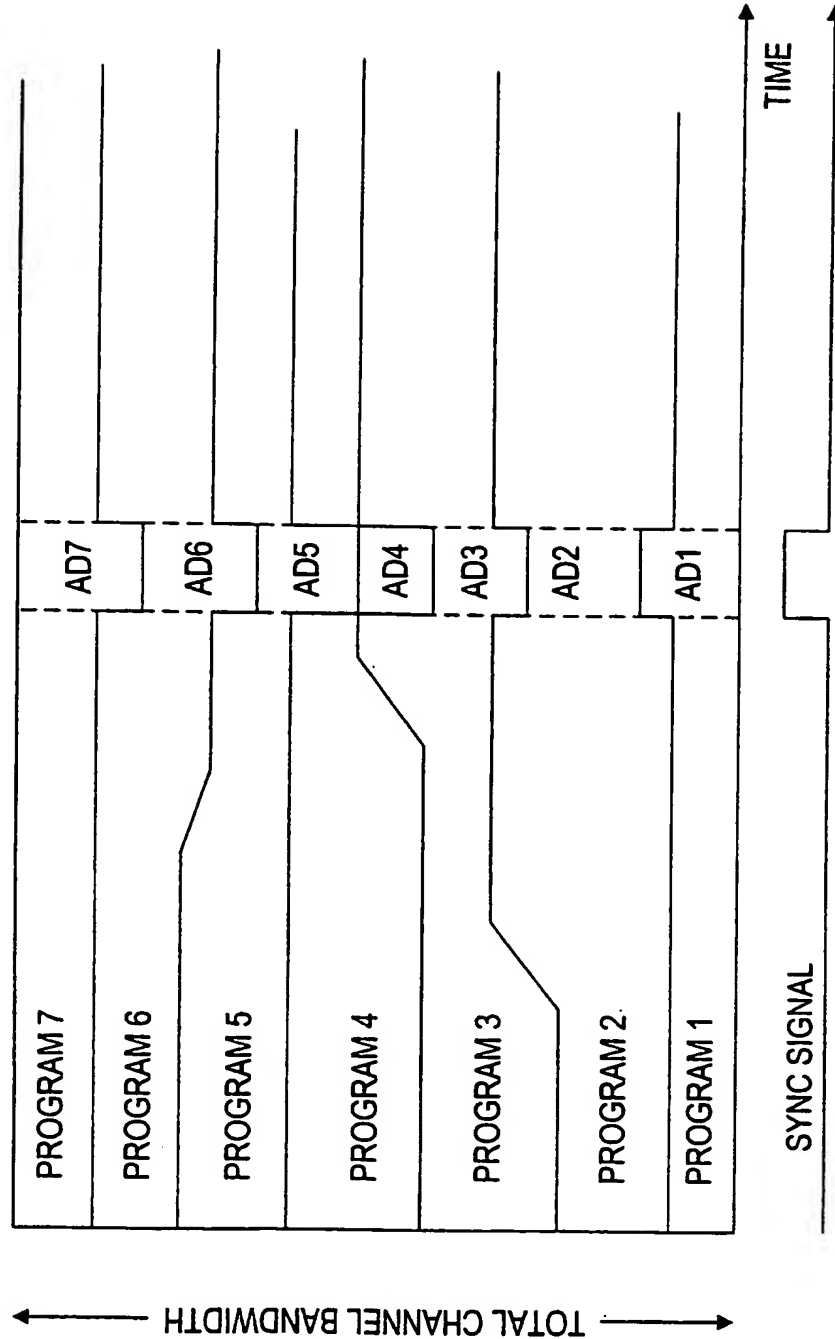 TOTAL CHANNEL BANDWIDTH
PROGRAM 7
PROGRAM 6
PROGRAM 5
PROGRAM 4
PROGRAM 3
PROGRAM 2
PROGRAM 1
AD7
AD6
AD5
AD4
AD3
AD2
AD1
TIME
SYNC SIGNAL